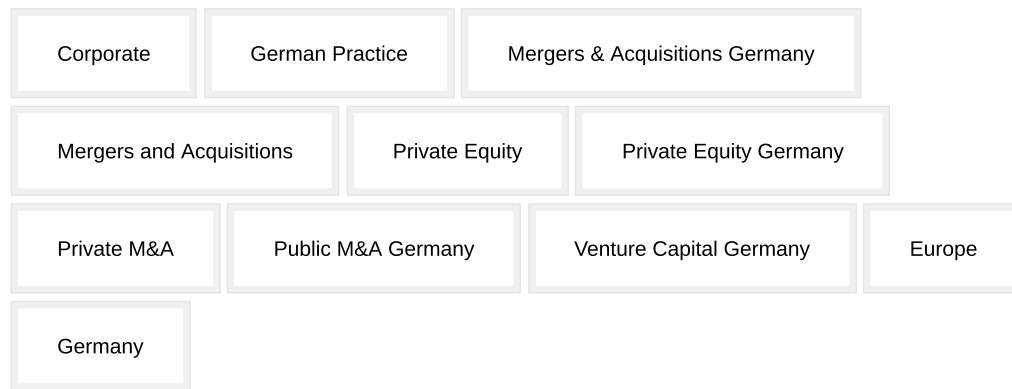 Corporate German Practice Mergers & Acquisitions Germany
Mergers and Acquisitions Private Equity Private Equity Germany
Private M&A Public M&A Germany Venture Capital Germany Europe
Germany